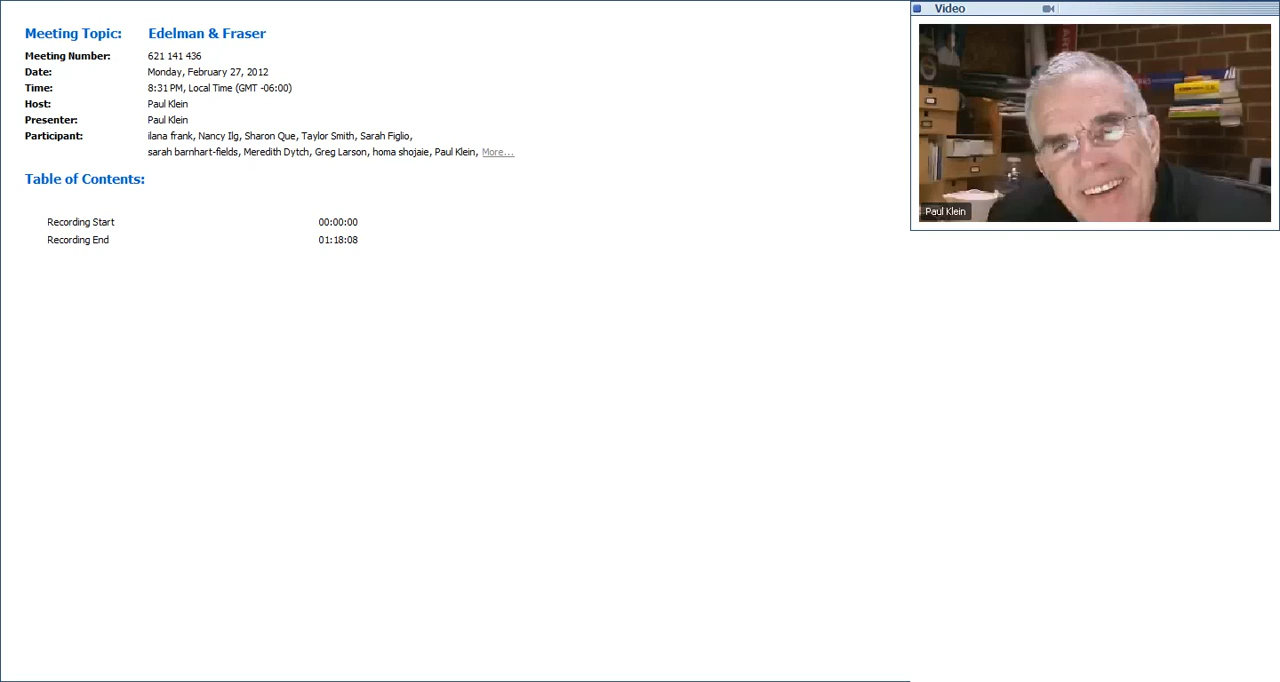 Meeting Topic: Edelman & Fraser
Meeting Number: 621 141 436
Date: Monday, February 27, 2012
Time: 8:31 PM, Local Time (GMT -06:00)
Host: Paul Klein
Presenter: Paul Klein
Participant: ilana frank, Nancy Ilg, Sharon Que, Taylor Smith, Sarah Figlio,
sarah barnhart-fields, Meredith Dytch, Greg Larson, homa shojaie, Paul Klein, More...
Table of Contents:
Recording Start 00:00:00
Recording End 01:18:08
Video
Paul Klein